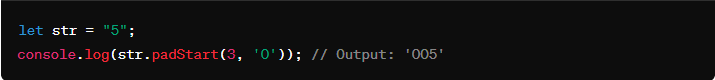 let str = "5";
console.log(str.padStart(3, '0')); // Output: '005'